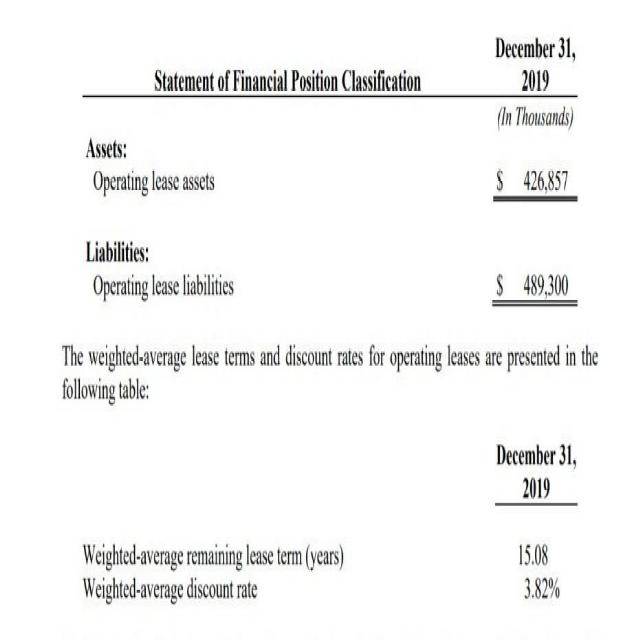 December 31,
Statement of Financial Position Classification 2019
(In Thousands)
Assets:
Operating lease assets $ 426,857
Liabilities:
Operating lease liabilities $ 489,300
The weighted-average lease terms and discount rates for operating leases are presented in the
following table:
December 31,
2019
Weighted-average remaining lease term (years) 15.08
Weighted-average discount rate 3.82%